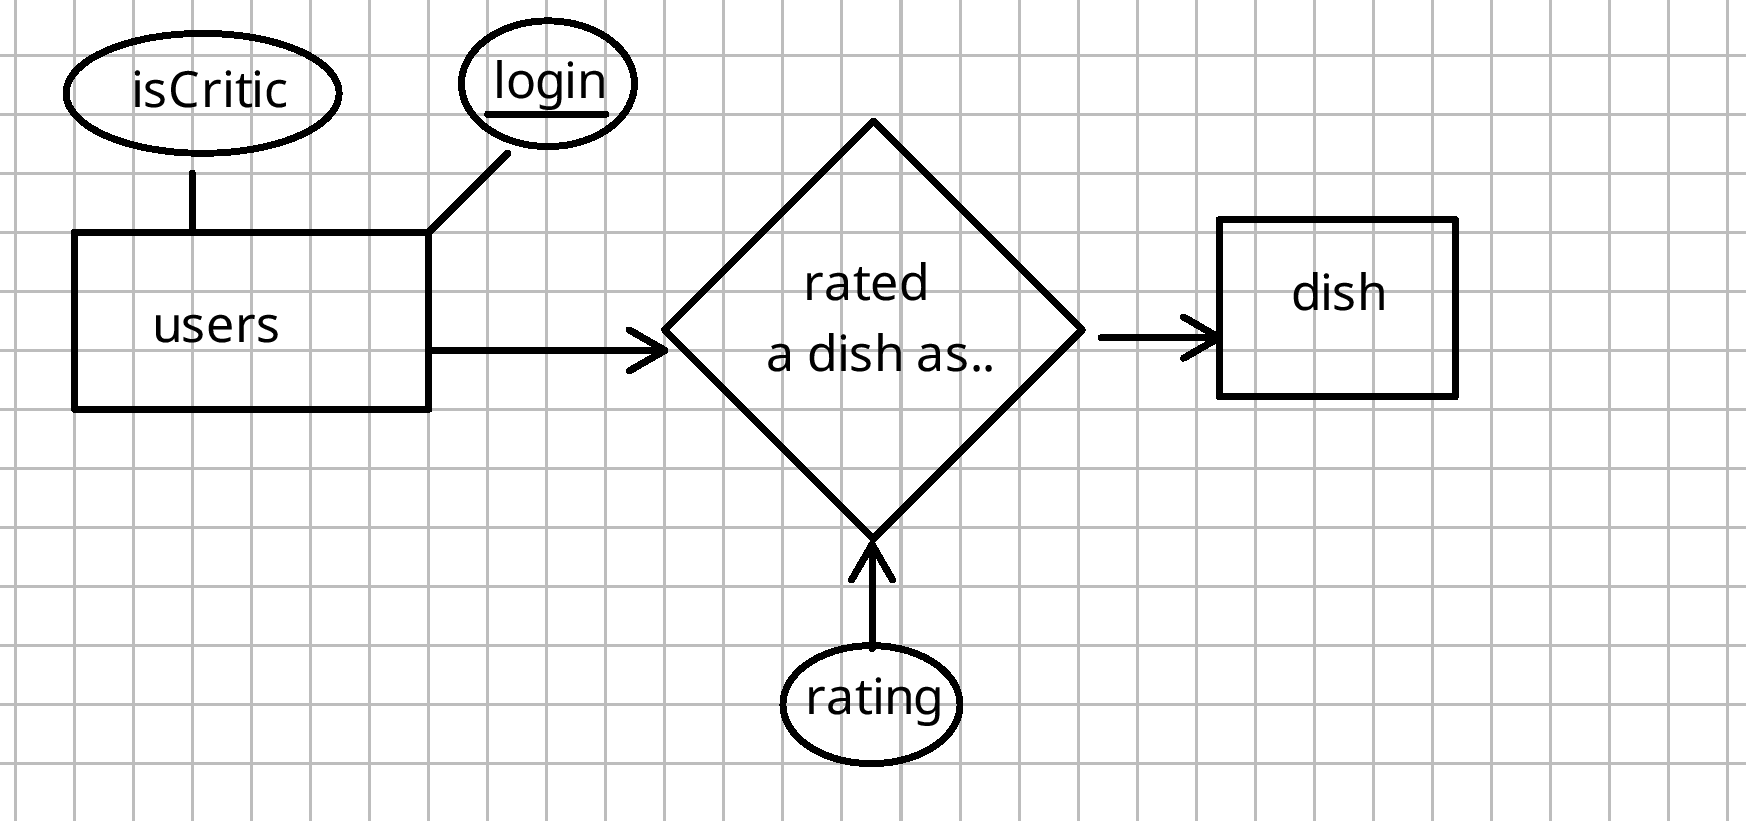 isCritic
login
users
rated
a dish as..
dish
rating